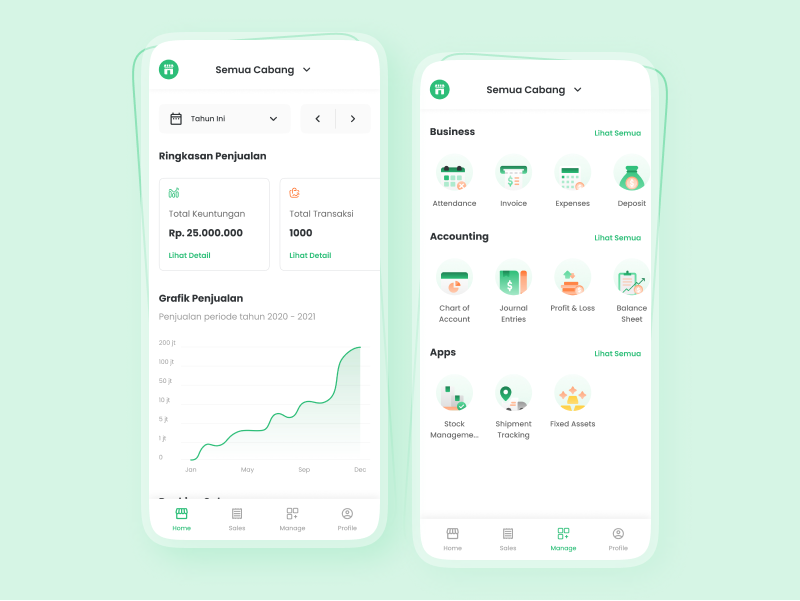 Semua Cabang
Tahun Ini
Ringkasan Penjualan
Total Keuntungan
Rp. 25.000.000
Lihat Detail
Total Transaksi
1000
Lihat Detail
Grafik Penjualan
Penjualan periode tahun 2020 - 2021
200 jt
100 jt
50 jt
10 jt
5 jt
1 jt
0
Jan May Sep Dec
Home Sales Manage Profile
Semua Cabang
Business Lihat Semua
Attendance Invoice Expenses Deposit
Accounting Lihat Semua
Chart of Account
Journal Entries
Profit & Loss
Balance Sheet
Apps Lihat Semua
Stock Manageme...
Shipment Tracking
Fixed Assets
Home Sales Manage Profile